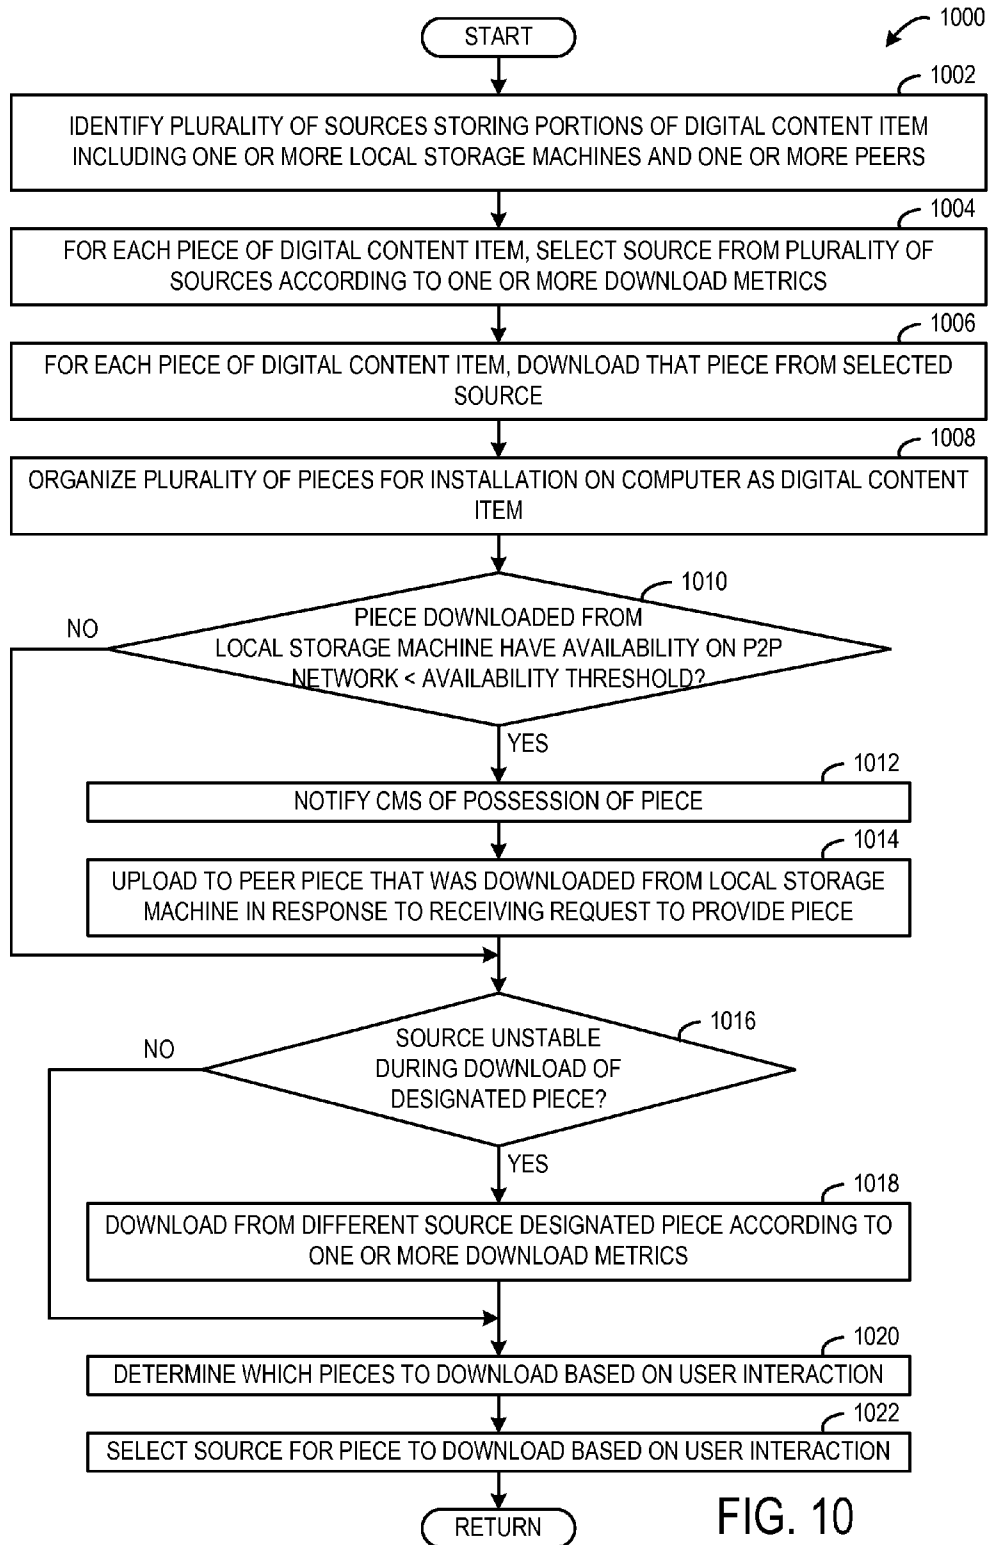 START
1000
1002
IDENTIFY PLURALITY OF SOURCES STORING PORTIONS OF DIGITAL CONTENT ITEM
INCLUDING ONE OR MORE LOCAL STORAGE MACHINES AND ONE OR MORE PEERS
1004
FOR EACH PIECE OF DIGITAL CONTENT ITEM, SELECT SOURCE FROM PLURALITY OF
SOURCES ACCORDING TO ONE OR MORE DOWNLOAD METRICS
1006
FOR EACH PIECE OF DIGITAL CONTENT ITEM, DOWNLOAD THAT PIECE FROM SELECTED
SOURCE
1008
ORGANIZE PLURALITY OF PIECES FOR INSTALLATION ON COMPUTER AS DIGITAL CONTENT
ITEM
1010
PIECE DOWNLOADED FROM
LOCAL STORAGE MACHINE HAVE AVAILABILITY ON P2P
NETWORK < AVAILABILITY THRESHOLD?
NO
YES
1012
NOTIFY CMS OF POSSESSION OF PIECE
1014
UPLOAD TO PEER PIECE THAT WAS DOWNLOADED FROM LOCAL STORAGE
MACHINE IN RESPONSE TO RECEIVING REQUEST TO PROVIDE PIECE
1016
SOURCE UNSTABLE
DURING DOWNLOAD OF
DESIGNATED PIECE?
NO
YES
1018
DOWNLOAD FROM DIFFERENT SOURCE DESIGNATED PIECE ACCORDING TO
ONE OR MORE DOWNLOAD METRICS
1020
DETERMINE WHICH PIECES TO DOWNLOAD BASED ON USER INTERACTION
1022
SELECT SOURCE FOR PIECE TO DOWNLOAD BASED ON USER INTERACTION
RETURN
FIG. 10